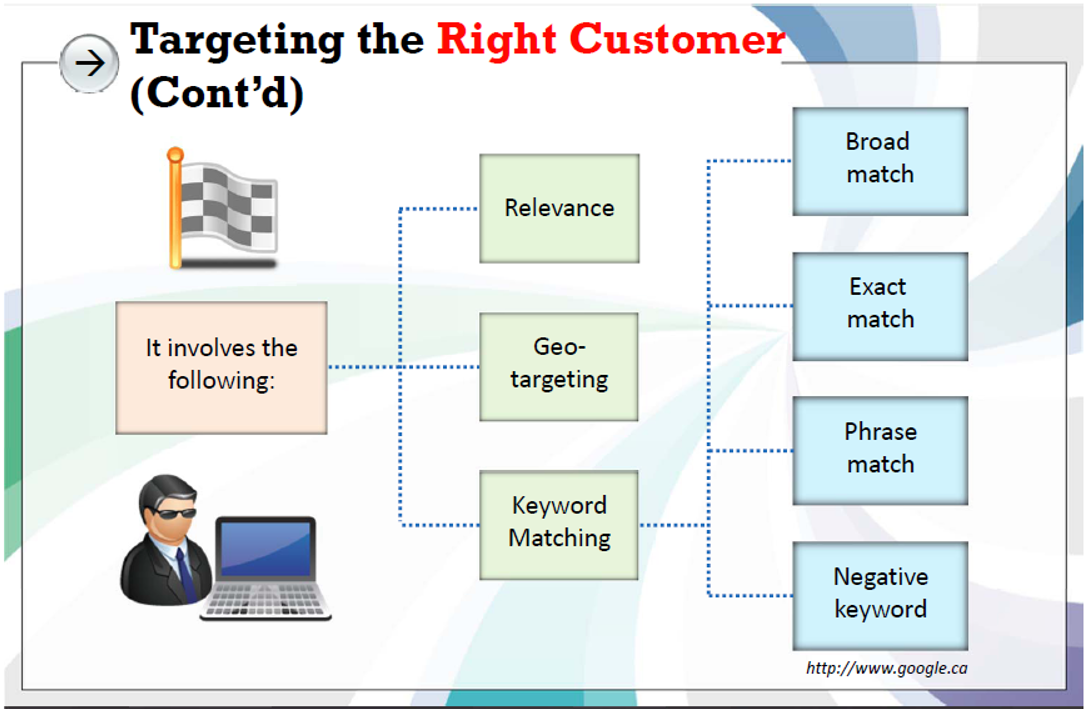 Targeting the Right Customer
(Cont’d)
It involves the
following:
Relevance
Geo-
targeting
Keyword
Matching
Broad
match
Exact
match
Phrase
match
Negative
keyword
http://www.google.ca